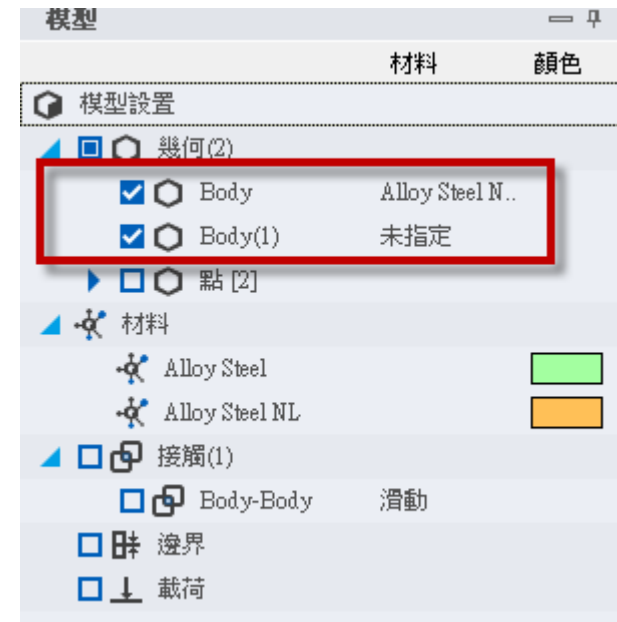 模型
材料 顏色
模型設置
幾何(2)
Body Alloy Steel N..
Body(1) 未指定
點 [2]
材料
Alloy Steel
Alloy Steel NL
接觸(1)
Body-Body 滑動
邊界
載荷